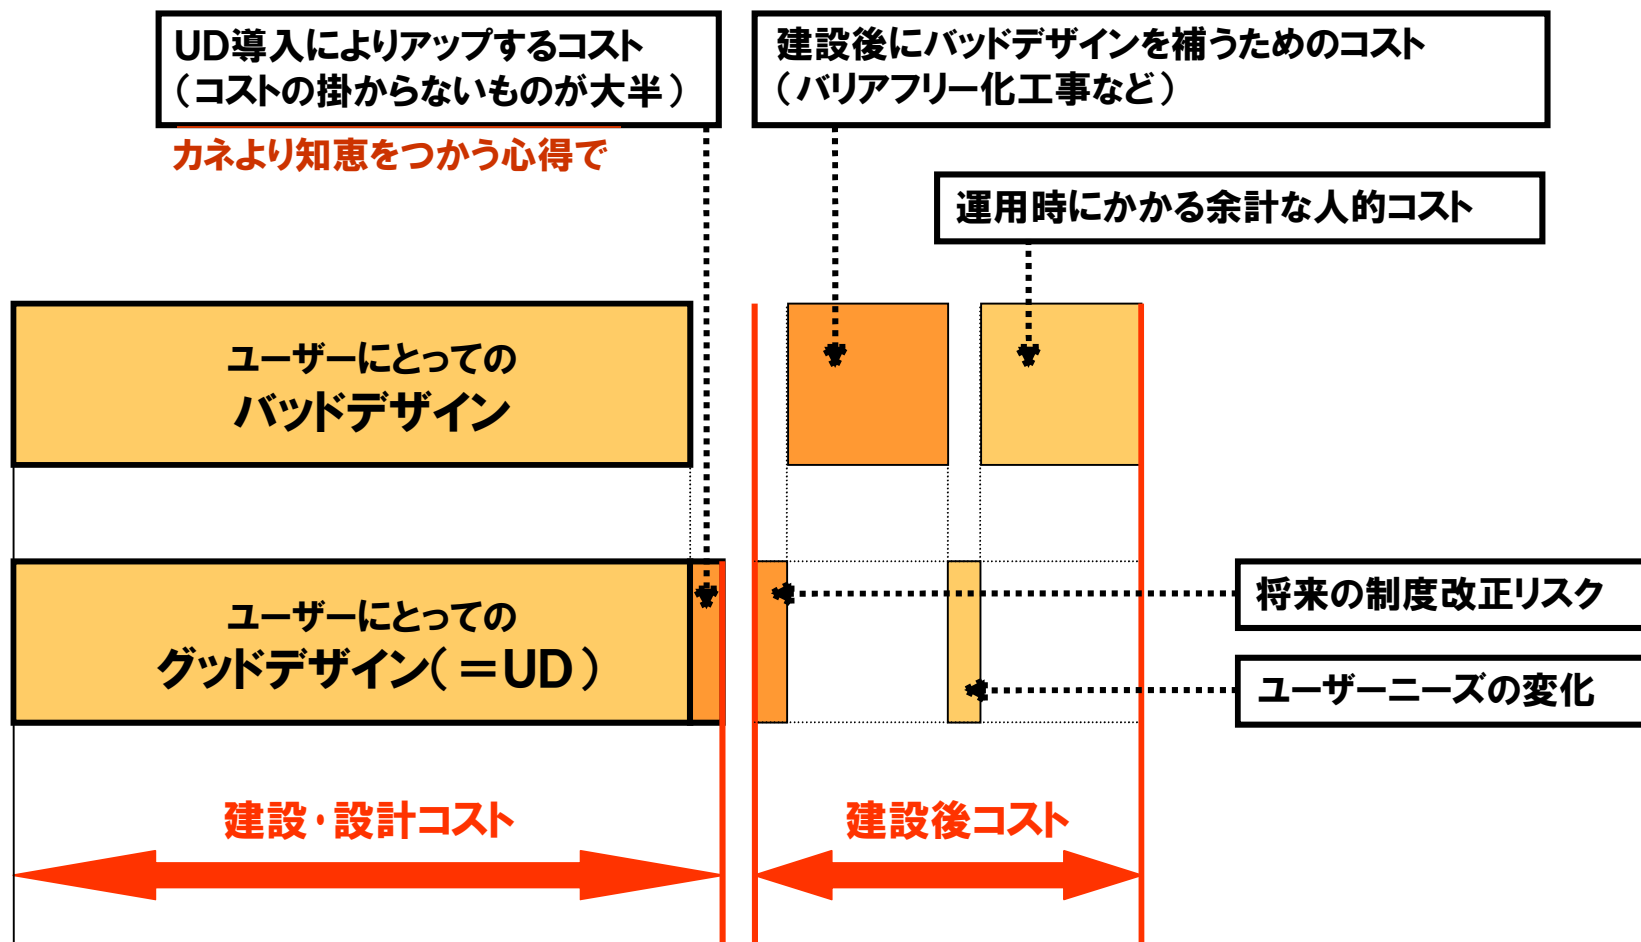 UD導入によりアップするコスト
（コストの掛からないものが大半）
カネより知恵をつかう心得で
建設後にバッドデザインを補うためのコスト
（バリアフリー化工事など）
運用時にかかる余計な人的コスト
ユーザーにとっての
バッドデザイン
ユーザーにとっての
グッドデザイン（＝UD）
将来の制度改正リスク
ユーザーニーズの変化
建設・設計コスト
建設後コスト